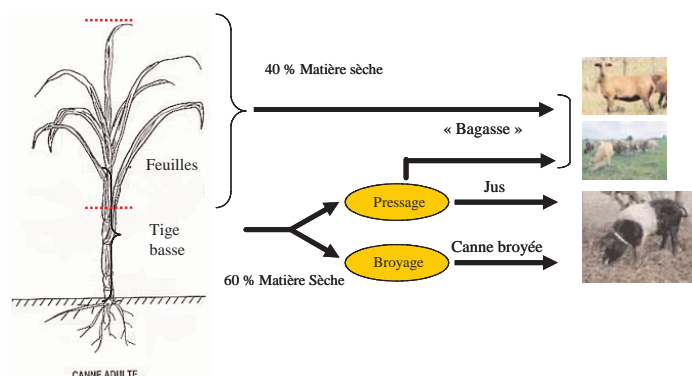 40 % Matière sèche
« Bagasse »
Feuilles
Jus
Pressage
Tige
basse
Canne broyée
Broyage
60 % Matière Sèche
CANNE ADULTE